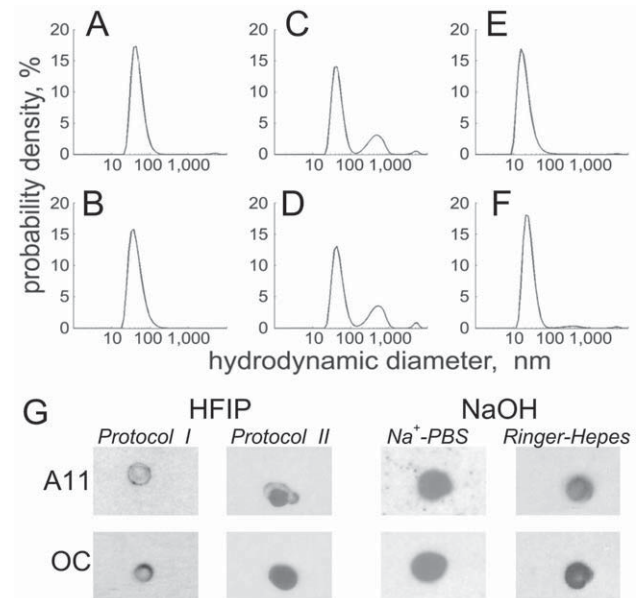 A C E
20 20 20
15 15 15
10 10 10
5 5 5
0 0 0
10 100 1,000 10 100 1,000 10 100 1,000
B D F
20 20 20
15 15 15
10 10 10
5 5 5
0 0 0
10 100 1,000 10 100 1,000 10 100 1,000
probability density, %
hydrodynamic diameter, nm
G HFIP NaOH
Protocol I Protocol II Na+-PBS Ringer-Hepes
A11
OC